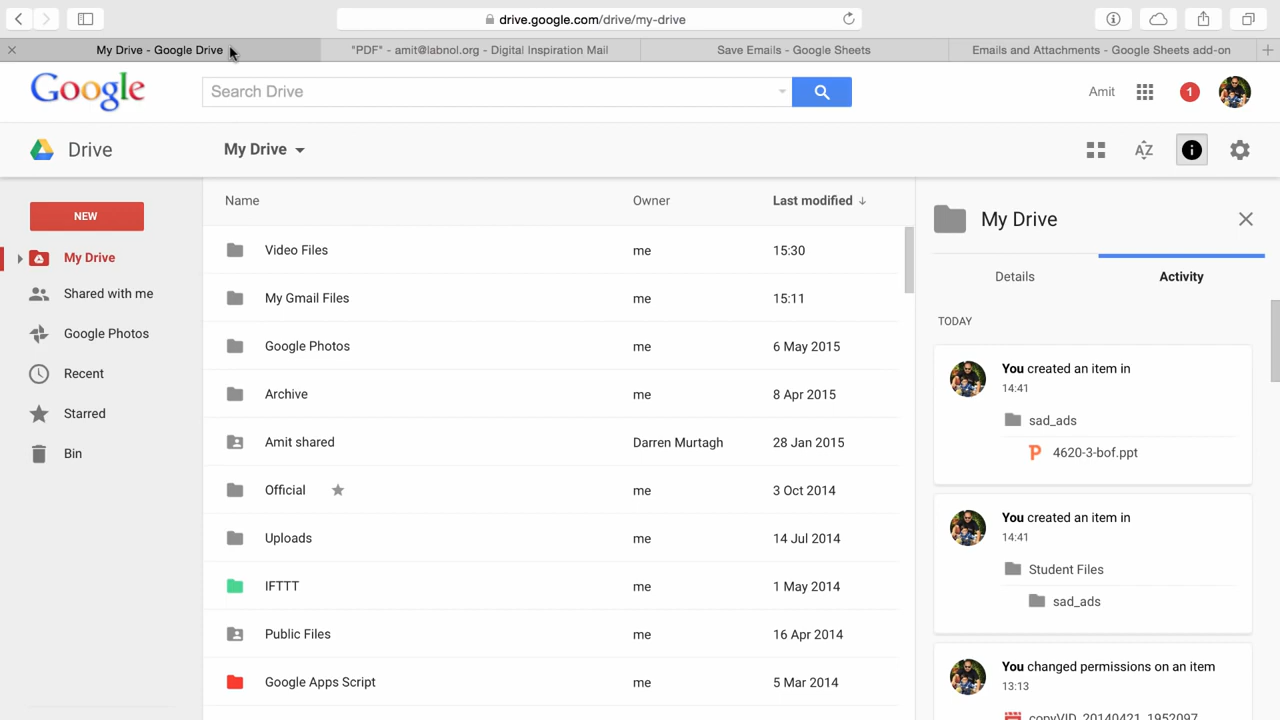 drive.google.com/drive/my-drive
My Drive - Google Drive
"PDF" - amit@labnol.org - Digital Inspiration Mail
Save Emails - Google Sheets
Emails and Attachments - Google Sheets add-on
Google
Search Drive
Amit
1
Drive
My Drive
NEW
My Drive
Shared with me
Google Photos
Recent
Starred
Bin
Name Owner Last modified
Video Files me 15:30
My Gmail Files me 15:11
Google Photos me 6 May 2015
Archive me 8 Apr 2015
Amit shared Darren Murtagh 28 Jan 2015
Official me 3 Oct 2014
Uploads me 14 Jul 2014
IFTTT me 1 May 2014
Public Files me 16 Apr 2014
Google Apps Script me 5 Mar 2014
My Drive
Details Activity
TODAY
You created an item in
14:41
sad_ads
4620-3-bof.ppt
You created an item in
14:41
Student Files
sad_ads
You changed permissions on an item
13:13
copyVID_20140421_1952097